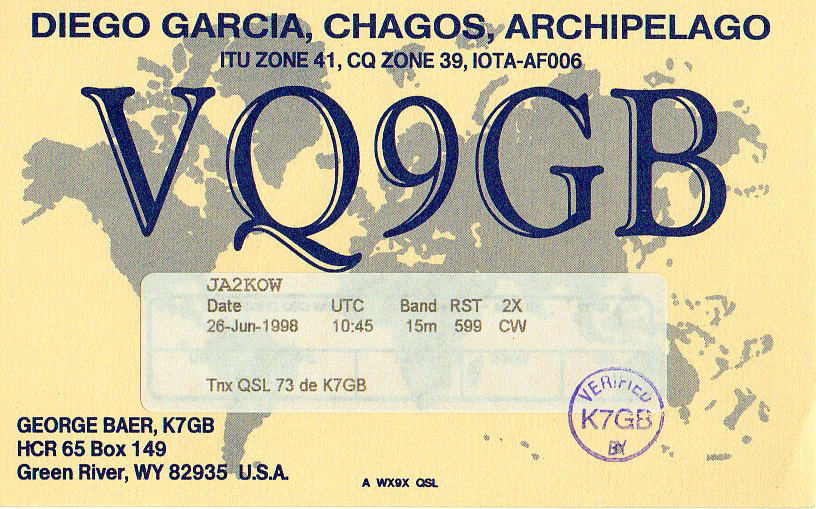 DIEGO GARCIA, CHAGOS, ARCHIPELAGO
ITU ZONE 41, CQ ZONE 39, IOTA-AF006
VQ9GB
JA2KOW
Date UTC Band RST 2X
26-Jun-1998 10:45 15m 599 CW
Tnx QSL 73 de K7GB
VERIFIED
K7GB
BY
GEORGE BAER, K7GB
HCR 65 Box 149
Green River, WY 82935 U.S.A.
A WX9X QSL